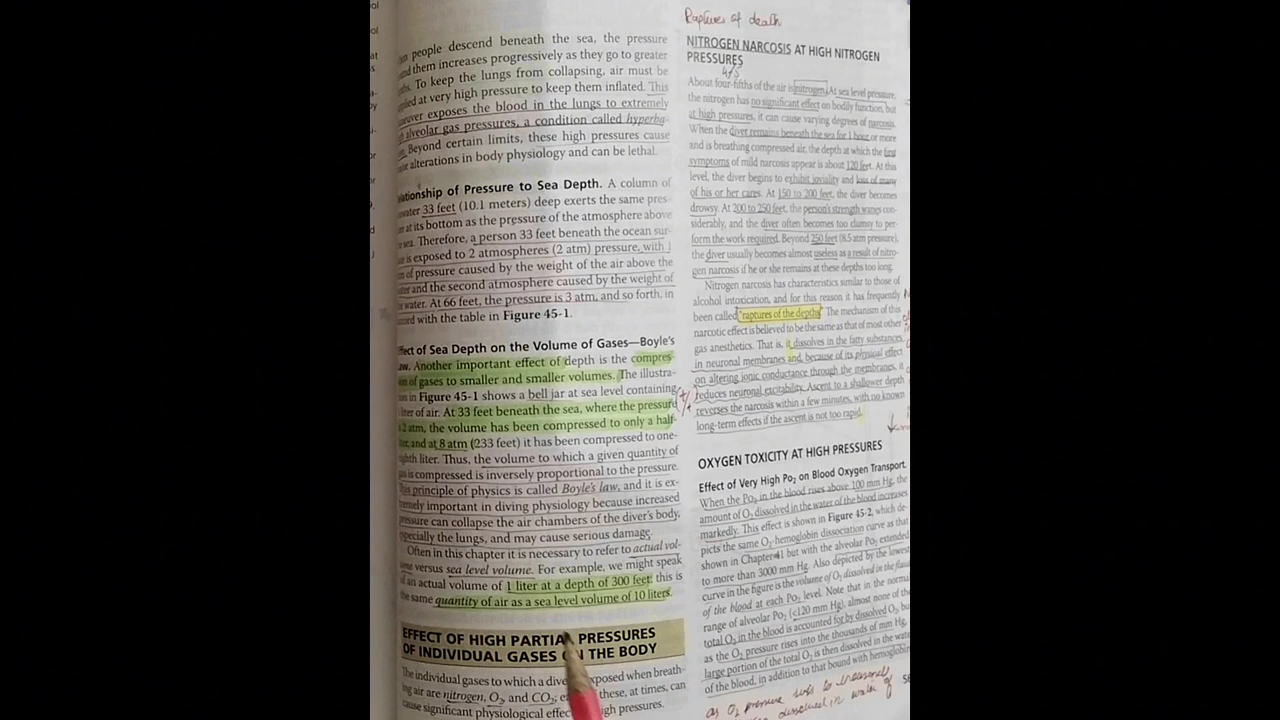 people descend beneath the sea, the pressure
them increases progressively as they go to greater
To keep the lungs from collapsing, air must be
at very high pressure to keep them inflated. This
exposes the blood in the lungs to extremely
alveolar gas pressures, a condition called hyperba-
Beyond certain limits, these high pressures cause
alterations in body physiology and can be lethal.
Relationship of Pressure to Sea Depth. A column of
water 33 feet (10.1 meters) deep exerts the same pres-
at its bottom as the pressure of the atmosphere above
sea. Therefore, a person 33 feet beneath the ocean sur-
is exposed to 2 atmospheres (2 atm) pressure, with 1
of pressure caused by the weight of the air above the
and the second atmosphere caused by the weight of
water. At 66 feet, the pressure is 3 atm, and so forth, in
accord with the table in Figure 45-1.
Effect of Sea Depth on the Volume of Gases—Boyle's
Law. Another important effect of depth is the compres-
of gases to smaller and smaller volumes. The illustra-
in Figure 45-1 shows a bell jar at sea level containing
liter of air. At 33 feet beneath the sea, where the pressure
is 2 atm, the volume has been compressed to only a half-
and at 8 atm (233 feet) it has been compressed to one-
eighth liter. Thus, the volume to which a given quantity of
gas is compressed is inversely proportional to the pressure.
This principle of physics is called Boyle's law, and it is ex-
tremely important in diving physiology because increased
pressure can collapse the air chambers of the diver's body,
especially the lungs, and may cause serious damage.
Often in this chapter it is necessary to refer to actual vol-
ume versus sea level volume. For example, we might speak
of an actual volume of 1 liter at a depth of 300 feet; this is
the same quantity of air as a sea level volume of 10 liters.
EFFECT OF HIGH PARTIAL PRESSURES
OF INDIVIDUAL GASES ON THE BODY
The individual gases to which a diver exposed when breath-
ing air are nitrogen, O2, and CO2; these, at times, can
cause significant physiological high pressures.
Raptures of death
NITROGEN NARCOSIS AT HIGH NITROGEN
PRESSURES
4/5
About four-fifths of the air is nitrogen. At sea level pressure,
the nitrogen has no significant effect on bodily function, but
at high pressures, it can cause varying degrees of narcosis.
When the diver remains beneath the sea for 1 hour or more
and is breathing compressed air, the depth at which the first
symptoms of mild narcosis appear is about 120 feet. At this
level, the diver begins to exhibit joviality and loss of many
of his or her cares. At 150 to 200 feet, the diver becomes
drowsy. At 200 to 250 feet, the person's strength wanes con-
siderably, and the diver often becomes too clumsy to per-
form the work required. Beyond 250 feet (8.5 atm pressure),
the diver usually becomes almost useless as a result of nitro-
gen narcosis if he or she remains at these depths too long.
Nitrogen narcosis has characteristics similar to those of
alcohol intoxication, and for this reason it has frequently
been called "raptures of the depths." The mechanism of this
narcotic effect is believed to be the same as that of most other
gas anesthetics. That is, it dissolves in the fatty substances
in neuronal membranes and, because of its physical effect
on altering ionic conductance through the membranes, it
reduces neuronal excitability. Ascent to a shallower depth
reverses the narcosis within a few minutes, with no known
long-term effects if the ascent is not too rapid.
OXYGEN TOXICITY AT HIGH PRESSURES
Effect of Very High Po2 on Blood Oxygen Transport.
When the Po2 in the blood rises above 100 mm Hg, the
amount of O2 dissolved in the water of the blood increases
markedly. This effect is shown in Figure 45-2, which de-
picts the same O2-hemoglobin dissociation curve as that
shown in Chapter 41 but with the alveolar Po2 extended
to more than 3000 mm Hg. Also depicted by the lowest
curve in the figure is the volume of O2 dissolved in the fluid
of the blood at each Po2 level. Note that in the normal
range of alveolar Po2 (<120 mm Hg), almost none of the
total O2 in the blood is accounted for by dissolved O2, but
as the O2 pressure rises into the thousands of mm Hg,
large portion of the total O2 is then dissolved in the water
of the blood, in addition to that bound with hemoglobin
as O2 pressure
dissolved in water of